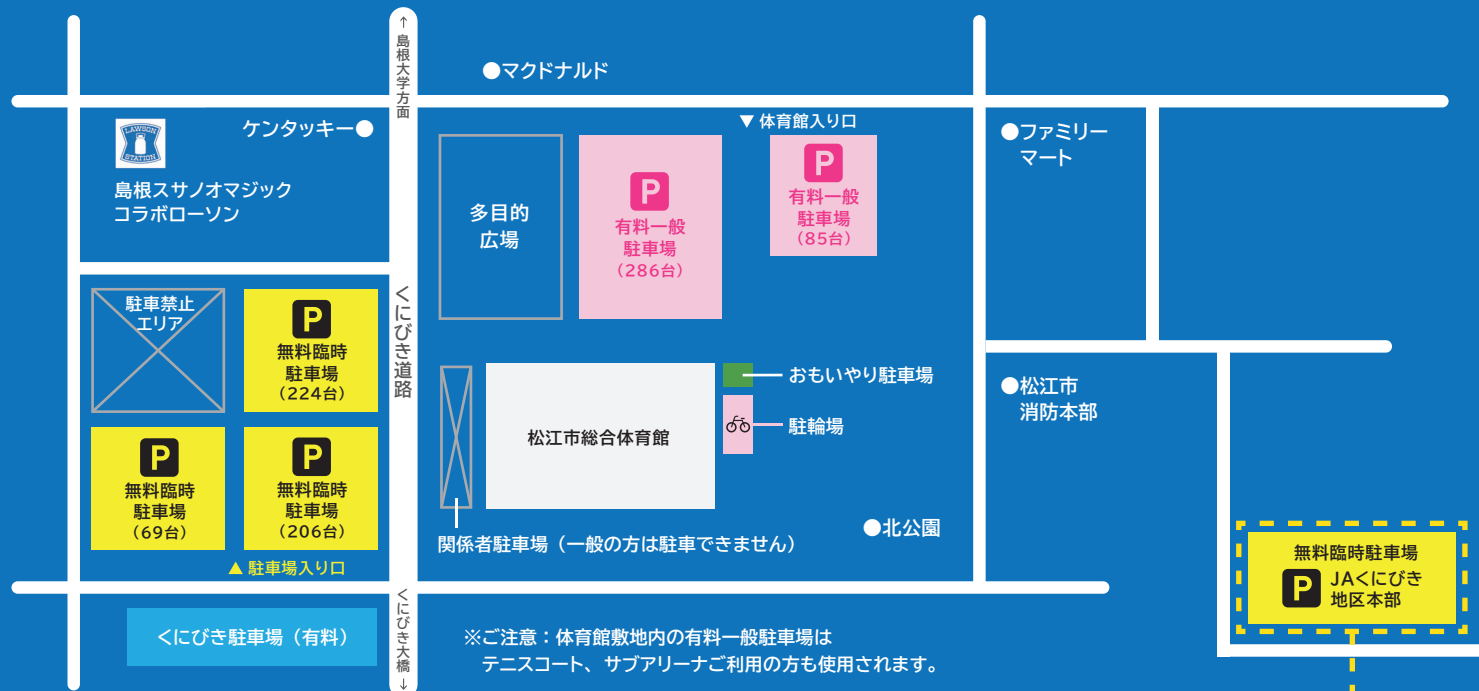 ↑島根大学方面
●マクドナルド
LAWSON
STATION
ケンタッキー●
島根スサノオマジック
コラボローソン
▼体育館入り口
●ファミリー
マート
多目的
広場
P
有料一般
駐車場
（286台）
P
有料一般
駐車場
（85台）
くにびき道路
駐車禁止
エリア
P
無料臨時
駐車場
（224台）
おもいやり駐車場
駐輪場
●松江市
消防本部
松江市総合体育館
P
無料臨時
駐車場
（69台）
P
無料臨時
駐車場
（206台）
▲駐車場入り口
関係者駐車場（一般の方は駐車できません）
●北公園
無料臨時駐車場
P
JAくにびき
地区本部
くにびき駐車場（有料）
くにびき大橋↓
※ご注意：体育館敷地内の有料一般駐車場は
テニスコート、サブアリーナご利用の方も使用されます。